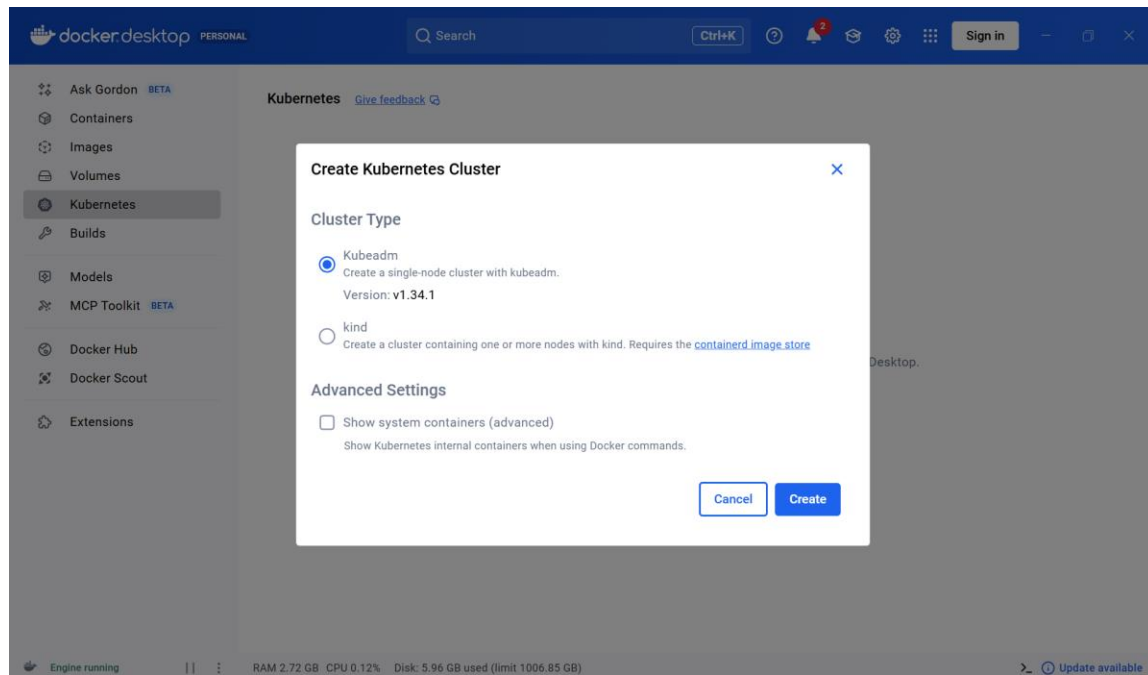 docker.desktop PERSONAL
Search
Ctrl+K
2
Sign in
Ask Gordon BETA
Containers
Images
Volumes
Kubernetes
Builds
Models
MCP Toolkit BETA
Docker Hub
Docker Scout
Extensions
Kubernetes Give feedback
Create Kubernetes Cluster
Cluster Type
Kubeadm
Create a single-node cluster with kubeadm.
Version: v1.34.1
kind
Create a cluster containing one or more nodes with kind. Requires the containerd image store
Advanced Settings
Show system containers (advanced)
Show Kubernetes internal containers when using Docker commands.
Cancel Create
Desktop.
Engine running
RAM 2.72 GB CPU 0.12% Disk: 5.96 GB used (limit 1006.85 GB)
Update available